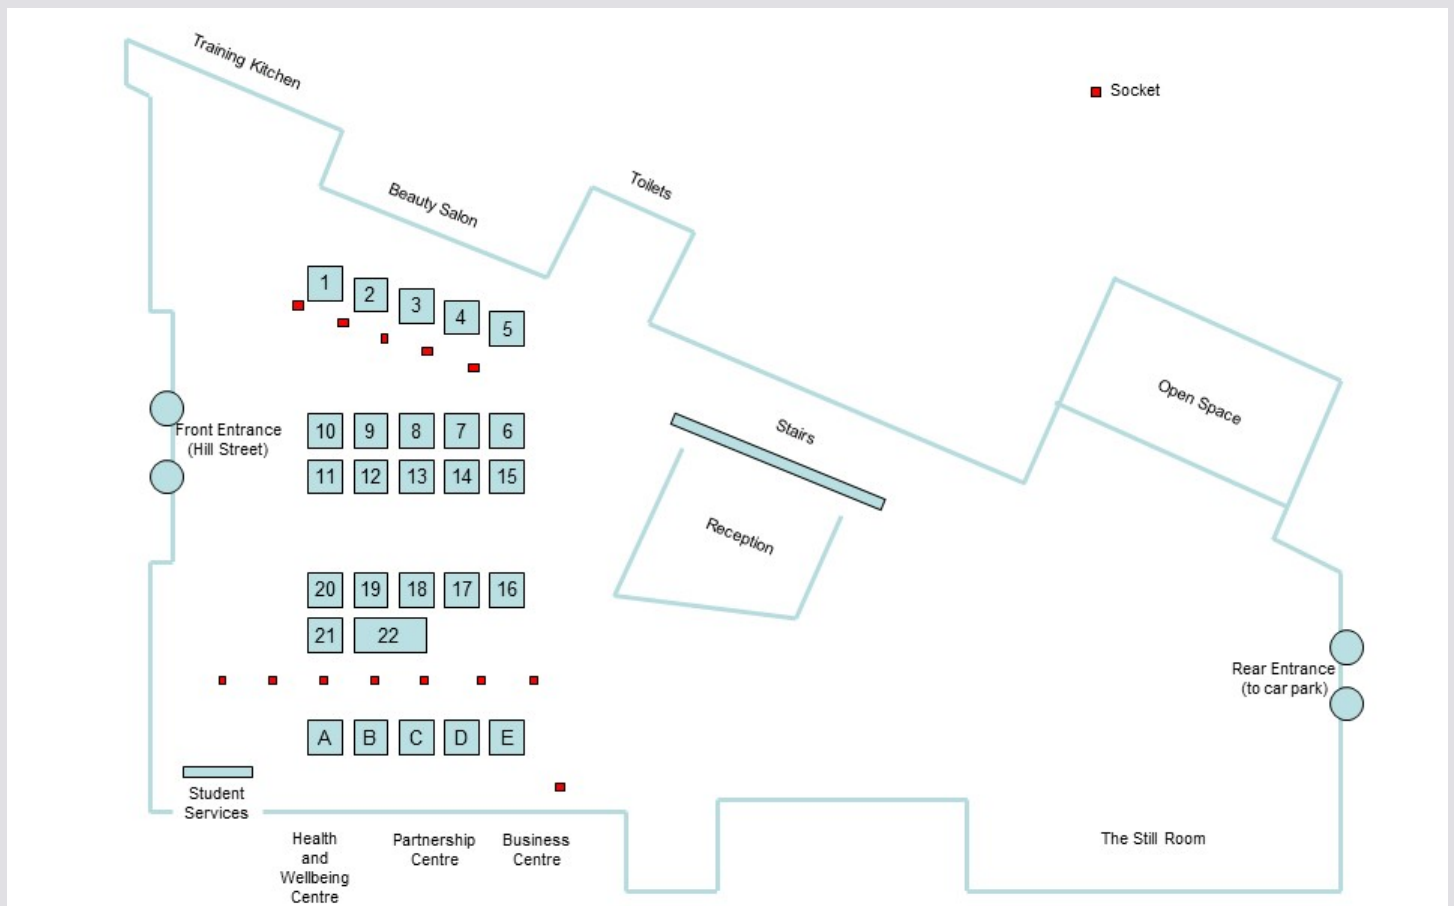 Training Kitchen
Socket
Beauty Salon
Toilets
1
2
3
4
5
Open Space
Stairs
Front Entrance
(Hill Street)
10 9 8 7 6
11 12 13 14 15
Reception
20 19 18 17 16
21 22
Rear Entrance
(to car park)
A B C D E
Student
Services
Health
and
Wellbeing
Centre
Partnership
Centre
Business
Centre
The Still Room